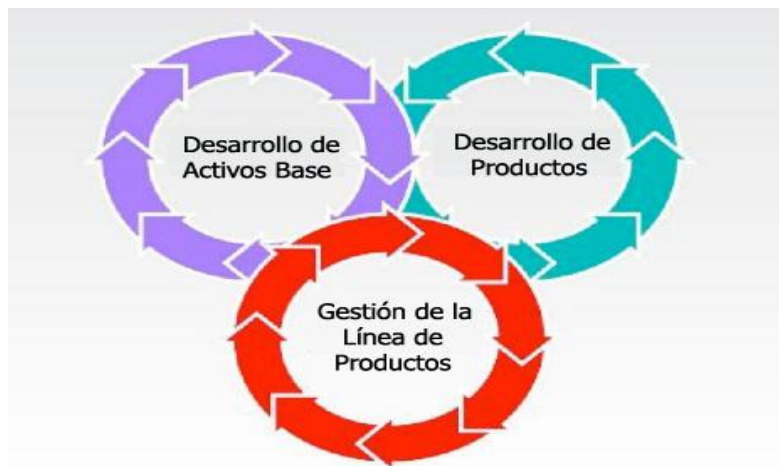 Desarrollo de
Activos Base
Desarrollo de
Productos
Gestión de la
Línea de
Productos